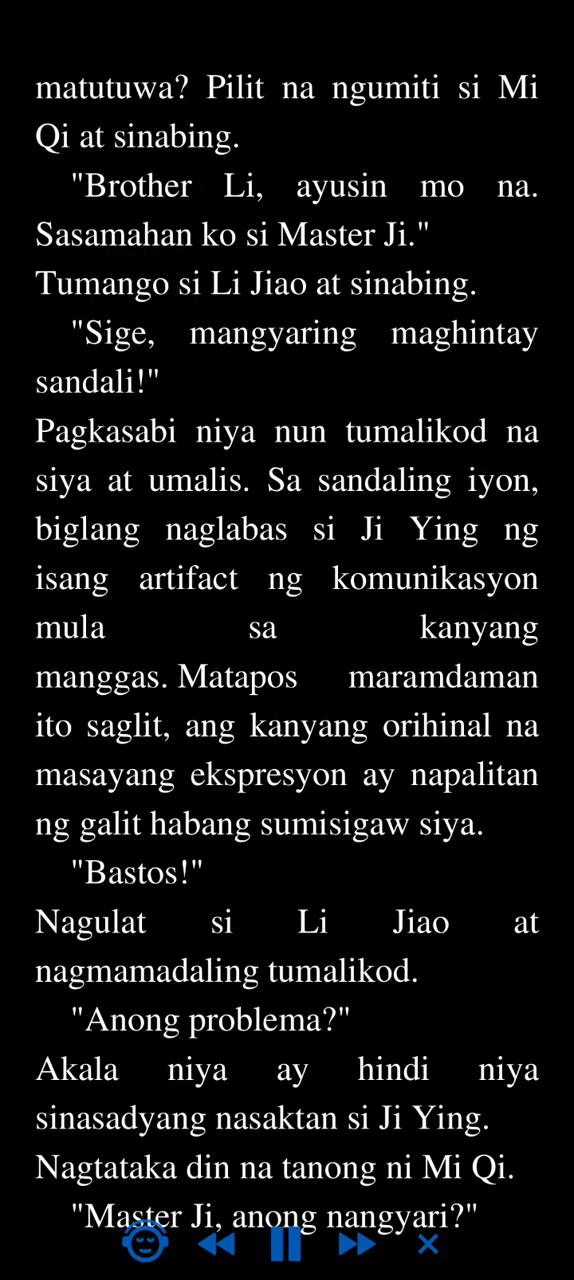 matutuwa? Pilit na ngumiti si Mi
Qi at sinabing.
"Brother Li, ayusin mo na.
Sasamahan ko si Master Ji."
Tumango si Li Jiao at sinabing.
"Sige, mangyaring maghintay
sandali!"
Pagkasabi niya nun tumalikod na
siya at umalis. Sa sandaling iyon,
biglang naglabas si Ji Ying ng
isang artifact ng komunikasyon
mula sa kanyang
manggas. Matapos maramdaman
ito saglit, ang kanyang orihinal na
masayang ekspresyon ay napalitan
ng galit habang sumisigaw siya.
"Bastos!"
Nagulat si Li Jiao at
nagmamadaling tumalikod.
"Anong problema?"
Akala niya ay hindi niya
sinasadyang nasaktan si Ji Ying.
Nagtataka din na tanong ni Mi Qi.
"Master Ji, anong nangyari?"